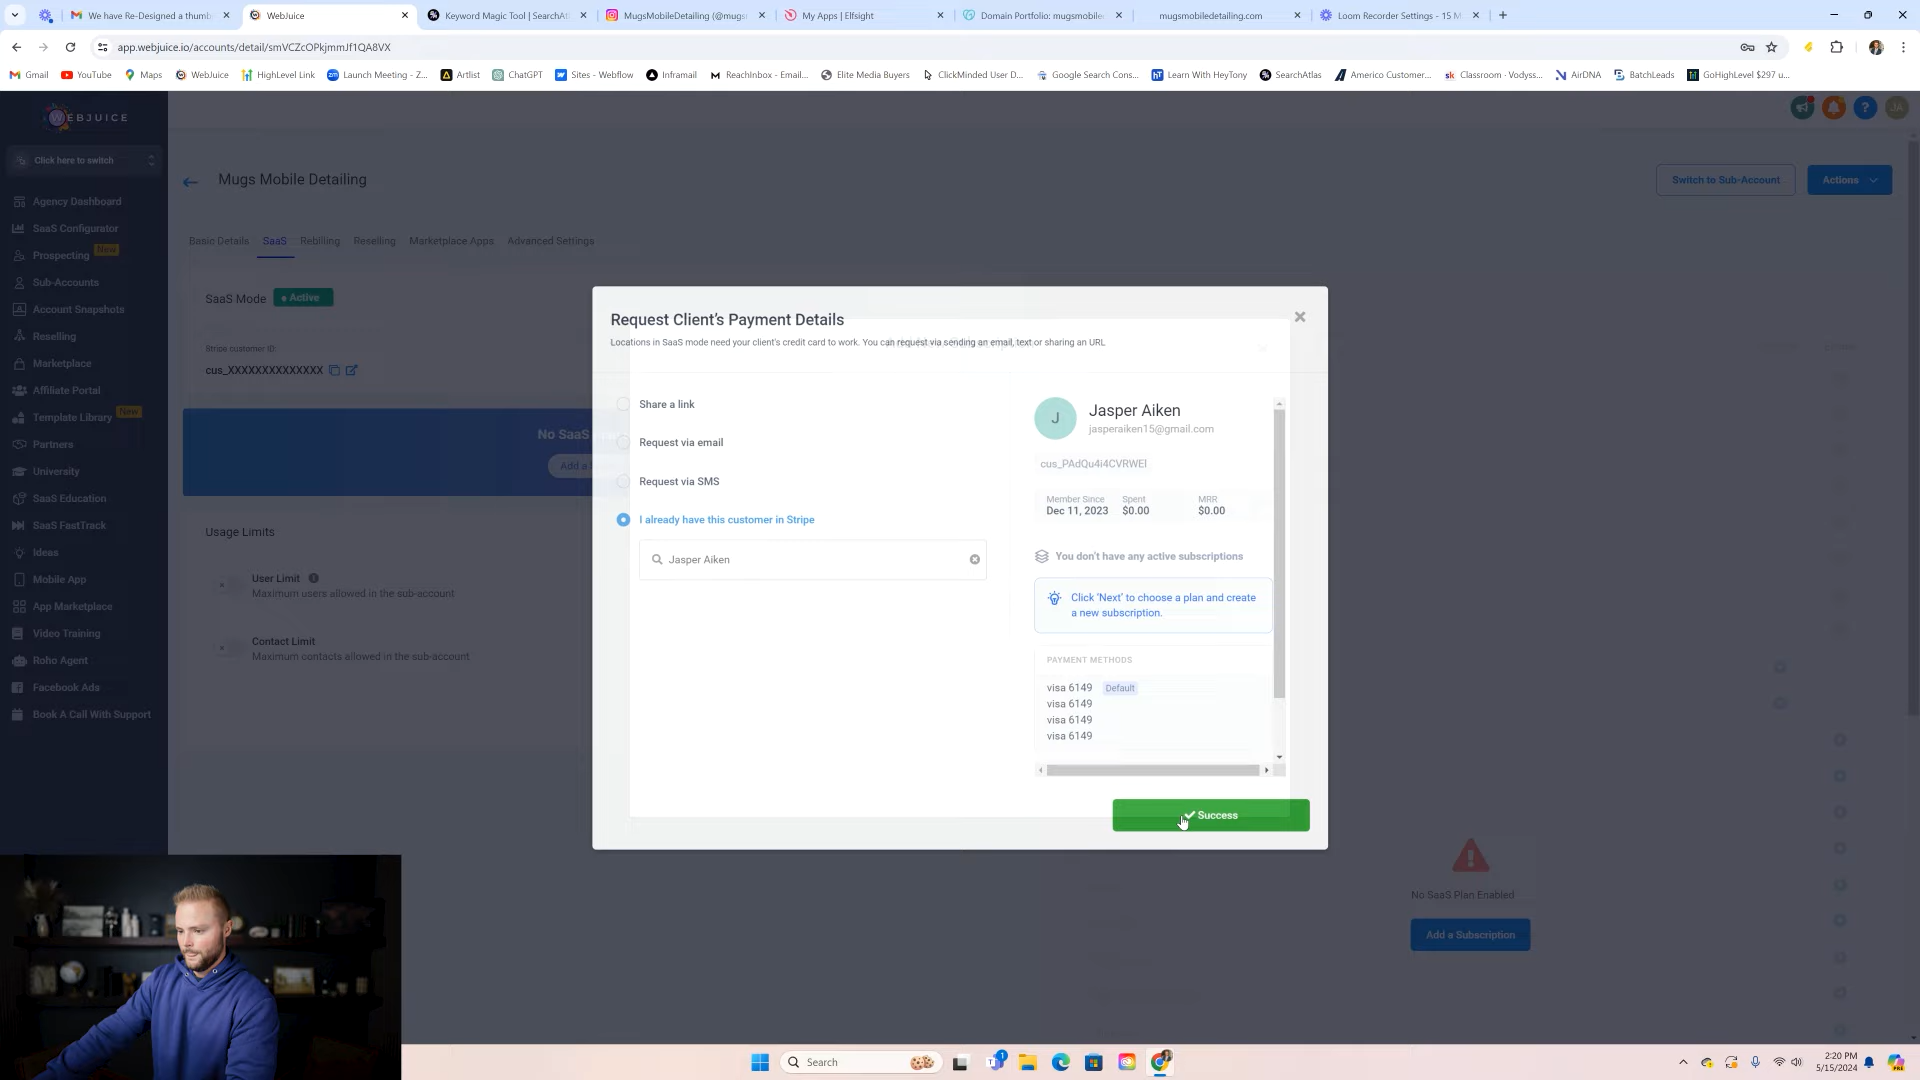 We have Re-Designed a thumb
WebJuice
Keyword Magic Tool | SearchAt
MugsMobileDetailing (@mugs
My Apps | Elfsight
Domain Portfolio: mugsmobile
mugsmobiledetailing.com
Loom Recorder Settings - 15 M
app.webjuice.io/accounts/detail/smVCZcOPkjmmJf1QA8VX
Gmail
YouTube
Maps
WebJuice
HighLevel Link
Launch Meeting - Z...
Artlist
ChatGPT
Sites - Webflow
Inframail
ReachInbox - Email...
Elite Media Buyers
ClickMinded User D...
Google Search Cons...
Learn With HeyTony
SearchAtlas
Americo Customer...
Classroom - Vodyss...
AirDNA
BatchLeads
GoHighLevel $297 u...
WEBJUICE
JA
Click here to switch
Mugs Mobile Detailing
Switch to Sub-Account
Actions
Agency Dashboard
SaaS Configurator
Prospecting New
Sub-Accounts
Account Snapshots
Reselling
Marketplace
Affiliate Portal
Template Library New
Partners
University
SaaS Education
SaaS FastTrack
Ideas
Mobile App
App Marketplace
Video Training
Roho Agent
Facebook Ads
Book A Call With Support
Basic Details
SaaS
Rebilling
Reselling
Marketplace Apps
Advanced Settings
SaaS Mode
Active
Stripe customer ID:
cus_XXXXXXXXXXXXXX
No SaaS
Add a
Usage Limits
User Limit
Maximum users allowed in the sub-account
Contact Limit
Maximum contacts allowed in the sub-account
Request Client's Payment Details
Locations in SaaS mode need your client's credit card to work. You can request via sending an email, text or sharing an URL
Share a link
Request via email
Request via SMS
I already have this customer in Stripe
Jasper Aiken
J
Jasper Aiken
jasperaiken15@gmail.com
cus_PAdQu4i4CVRWEl
Member Since
Spent
MRR
Dec 11, 2023
$0.00
$0.00
You don't have any active subscriptions
Click 'Next' to choose a plan and create
a new subscription.
PAYMENT METHODS
visa 6149 Default
visa 6149
visa 6149
visa 6149
Success
No SaaS Plan Enabled
Add a Subscription
Search
1
2:20 PM
5/15/2024